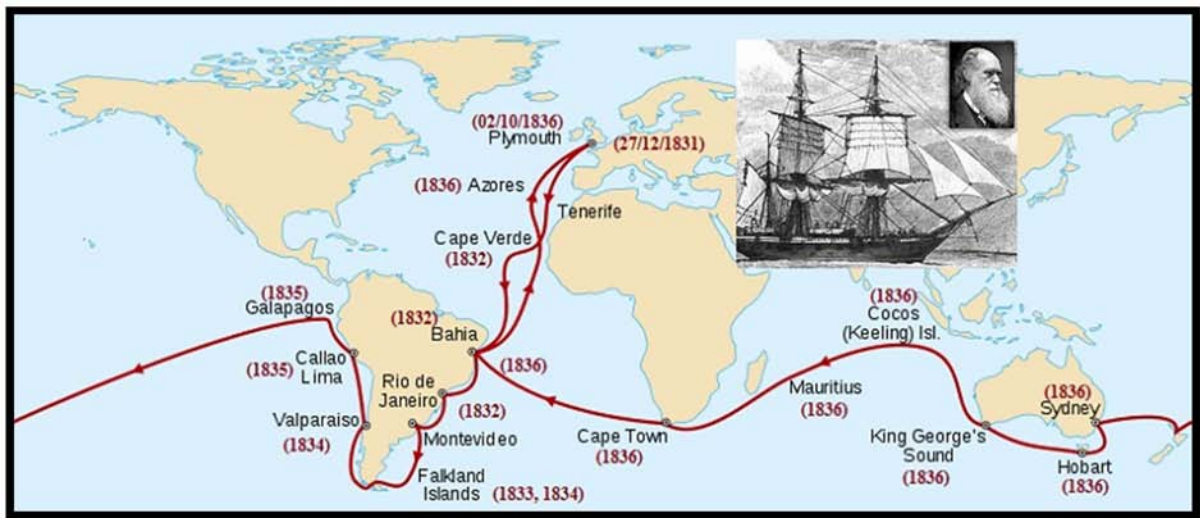 (02/10/1836)
Plymouth
(27/12/1831)
(1836) Azores
Tenerife
Cape Verde
(1832)
(1835)
Galapagos
(1832)
Bahia
(1836)
Callao
(1835) Lima
Rio de
Janeiro
(1832)
Valparaiso
(1834)
Montevideo
Falkland
Islands (1833, 1834)
Cape Town
(1836)
Mauritius
(1836)
(1836)
Cocos
(Keeling) Isl.
King George's
Sound
(1836)
(1836)
Sydney
Hobart
(1836)